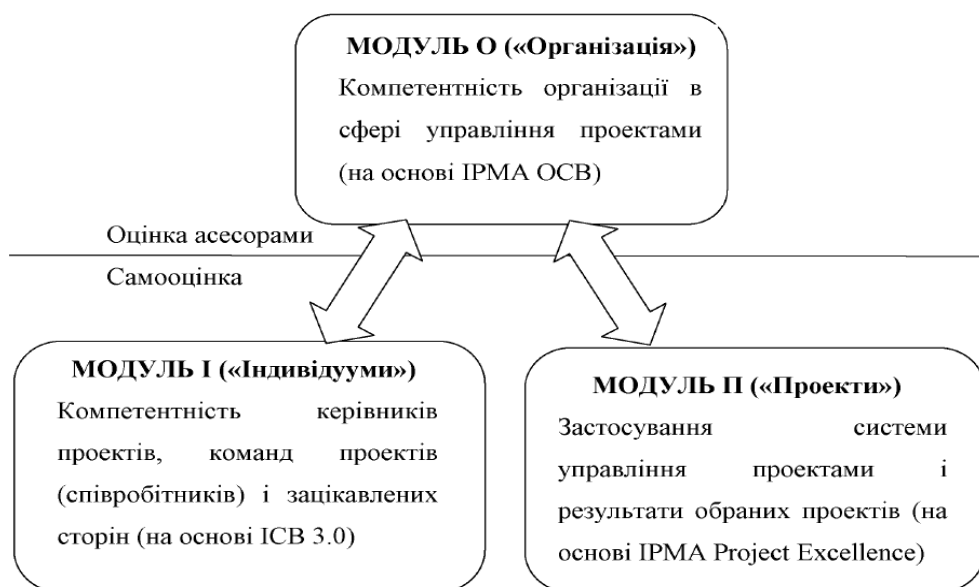 МОДУЛЬ О («Організація»)
Компетентність організації в
сфері управління проектами
(на основі IPMA OCB)
Оцінка асесорами
Самооцінка
МОДУЛЬ І («Індивідууми»)
Компетентність керівників
проектів, команд проектів
(співробітників) і зацікавлених
сторін (на основі ICB 3.0)
МОДУЛЬ П («Проекти»)
Застосування системи
управління проектами і
результати обраних проектів (на
основі IPMA Project Excellence)